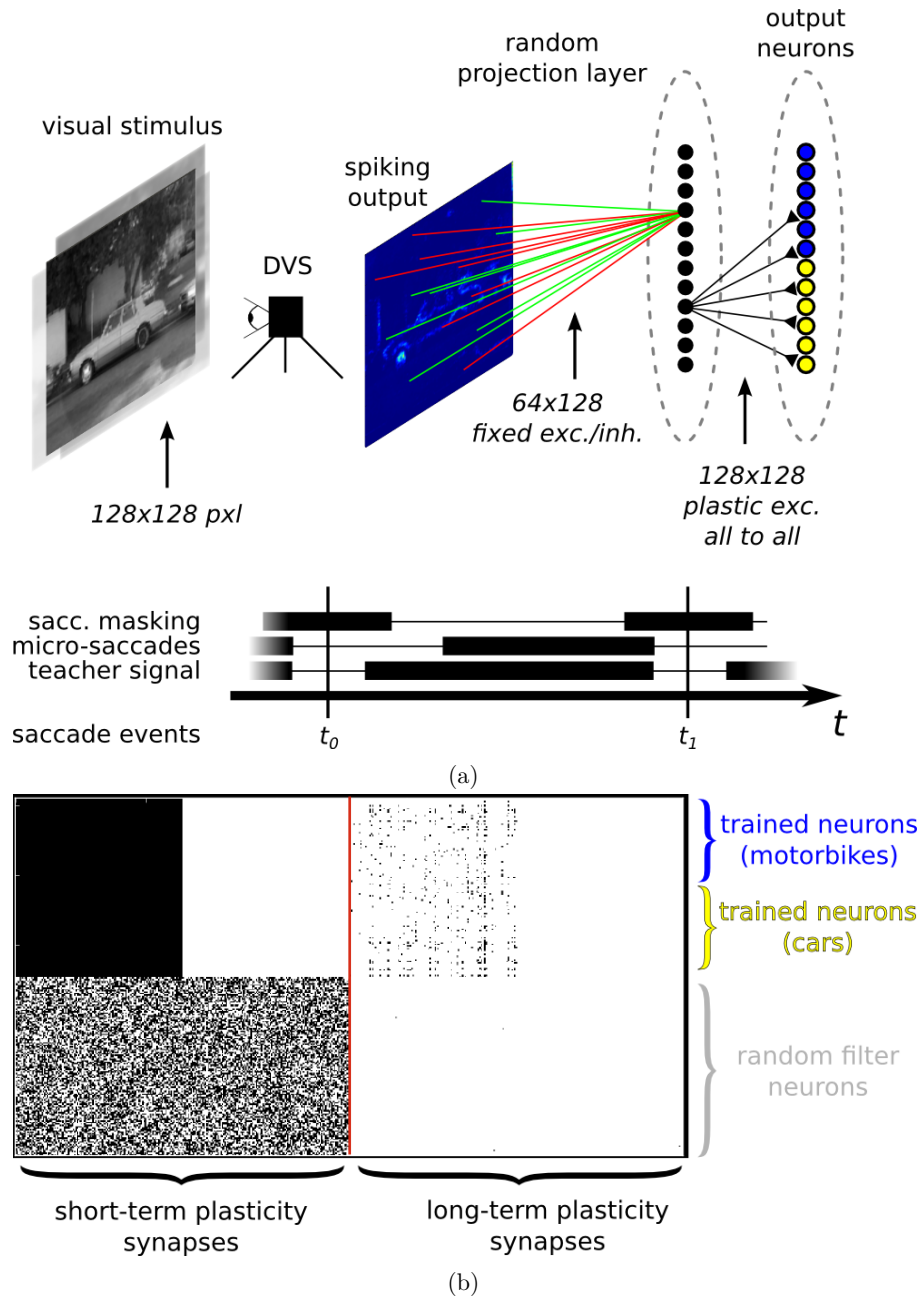 random
projection layer
output
neurons
visual stimulus
spiking
output
DVS
64x128
fixed exc./inh.
128x128 pxl
128x128
plastic exc.
all to all
sacc. masking
micro-saccades
teacher signal
saccade events
t0
t1
t
(a)
trained neurons
(motorbikes)
trained neurons
(cars)
random filter
neurons
short-term plasticity
synapses
long-term plasticity
synapses
(b)